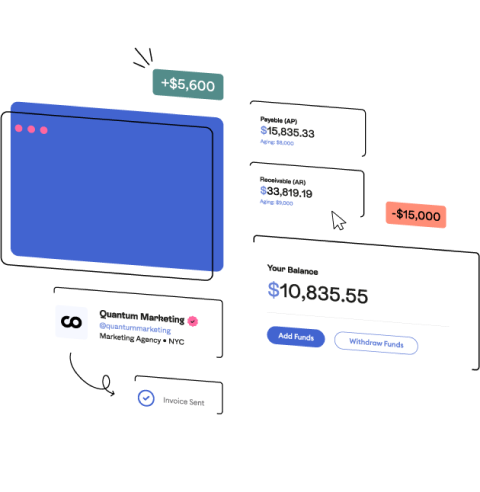 +$5,600
Payable (AP)
$15,835.33
Aging: $5,000
Receivable (AR)
$33,819.19
Aging: $9,000
-$15,000
Your Balance
$10,835.55
Add Funds
Withdraw Funds
Quantum Marketing
@quantummarketing
Marketing Agency • NYC
Invoice Sent